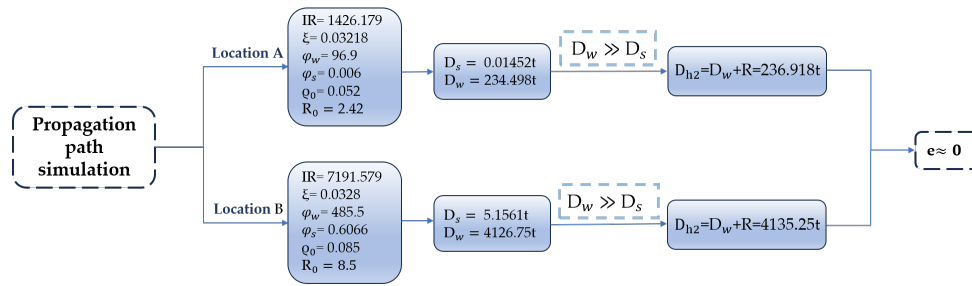 Propagation
path
simulation
Location A
IR= 1426.179
ξ= 0.03218
φw = 96.9
φs = 0.006
ϱ0 = 0.052
R0 = 2.42
Ds = 0.01452t
Dw = 234.498t
Dw ≫ Ds
Dh2=Dw+R=236.918t
Location B
IR= 7191.579
ξ= 0.0328
φw = 485.5
φs = 0.6066
ϱ0 = 0.085
R0 = 8.5
Ds = 5.1561t
Dw = 4126.75t
Dw ≫ Ds
Dh2=Dw+R=4135.25t
e≈ 0